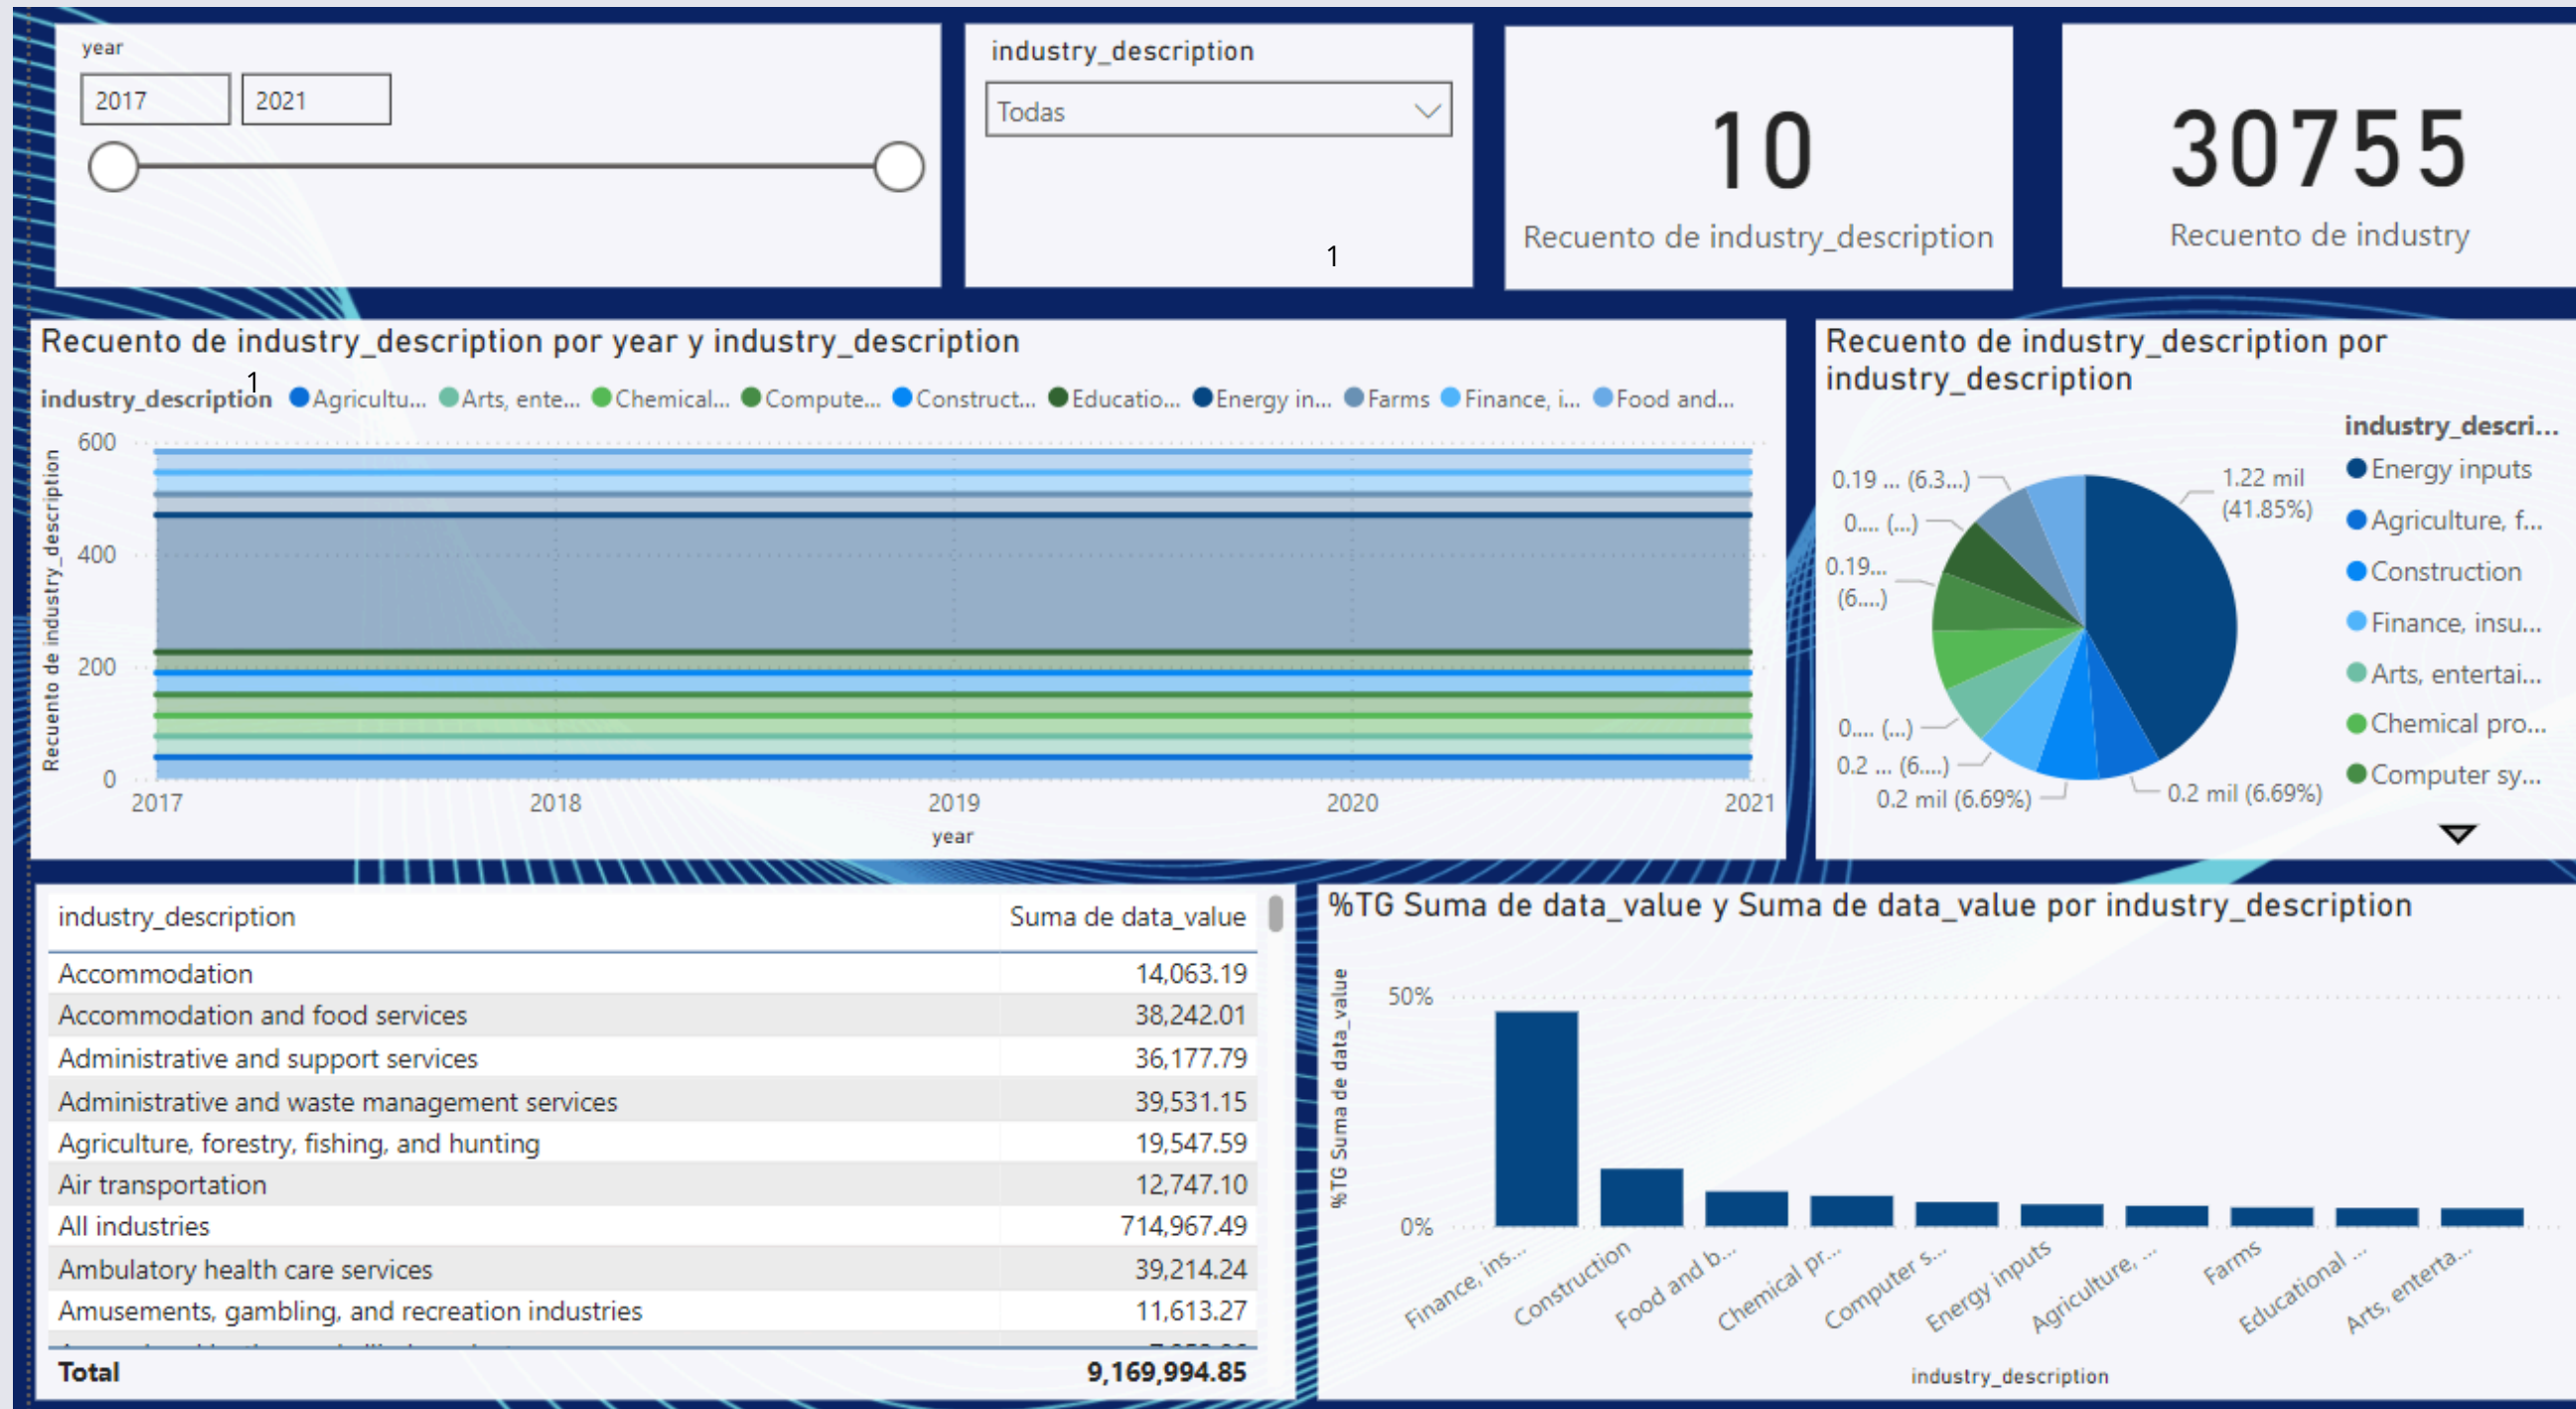 year
2017
2021
industry_description
Todas
1
10
Recuento de industry_description
30755
Recuento de industry
Recuento de industry_description por year y industry_description
1
industry_description Agricultu... Arts, ente... Chemical... Compute... Construct... Educatio... Energy in... Farms Finance, i... Food and...
Recuento de industry_description
600
400
200
0
2017 2018 2019 2020 2021
year
Recuento de industry_description por
industry_description
industry_descri...
Energy inputs
Agriculture, f...
Construction
Finance, insu...
Arts, entertai...
Chemical pro...
Computer sy...
1.22 mil
(41.85%)
0.2 mil (6.69%)
0.2 mil (6.69%)
0.2 ... (6....)
0.... (...)
0.19...
(6....)
0.... (...)
0.19 ... (6.3...)
industry_description Suma de data_value
Accommodation 14,063.19
Accommodation and food services 38,242.01
Administrative and support services 36,177.79
Administrative and waste management services 39,531.15
Agriculture, forestry, fishing, and hunting 19,547.59
Air transportation 12,747.10
All industries 714,967.49
Ambulatory health care services 39,214.24
Amusements, gambling, and recreation industries 11,613.27
Total 9,169,994.85
%TG Suma de data_value y Suma de data_value por industry_description
%TG Suma de data_value
50%
0%
Finance, ins... Construction Food and b... Chemical pr... Computer s... Energy inputs Agriculture, ... Farms Educational ... Arts, enterta...
industry_description